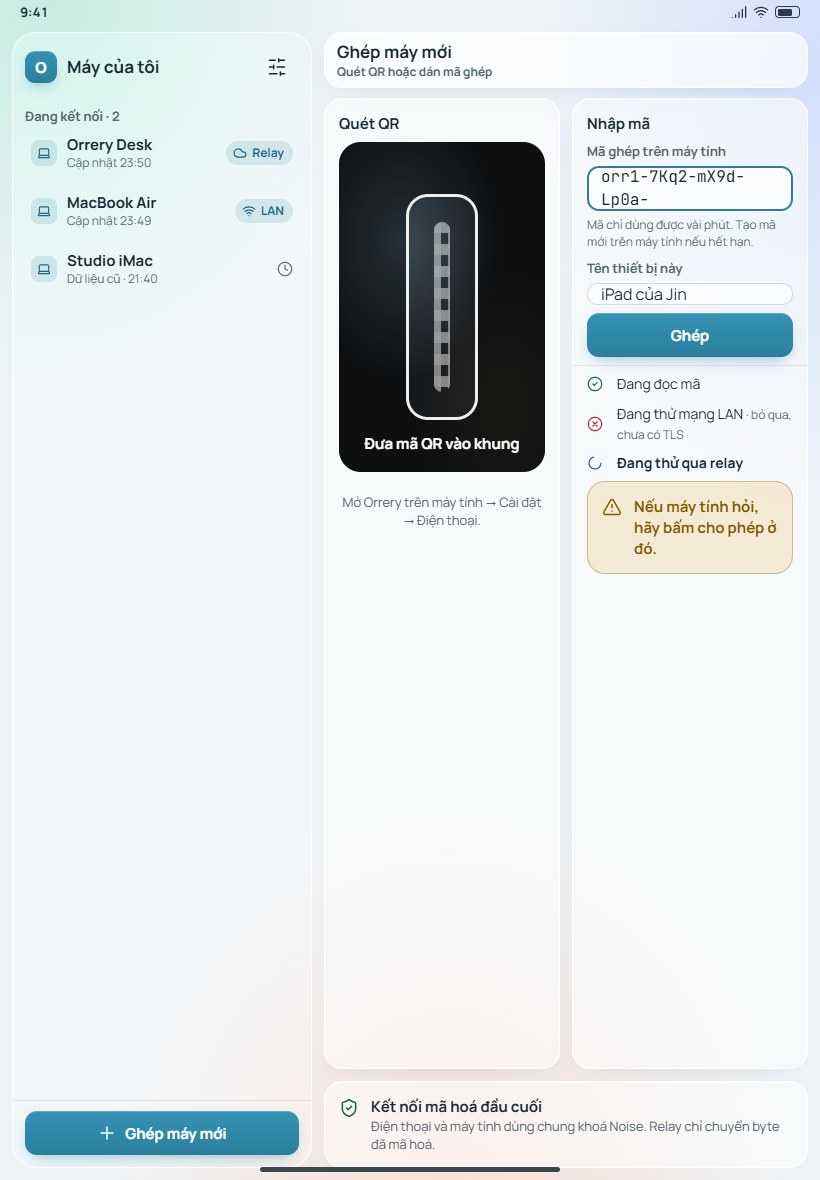 9:41
O Máy của tôi
Đang kết nối · 2
Orrery Desk
Cập nhật 23:50
Relay
MacBook Air
Cập nhật 23:49
LAN
Studio iMac
Dữ liệu cũ · 21:40
Ghép máy mới
Ghép máy mới
Quét QR hoặc dán mã ghép
Quét QR
Đưa mã QR vào khung
Mở Orrery trên máy tính → Cài đặt
→ Điện thoại.
Nhập mã
Mã ghép trên máy tính
orr1-7Kq2-mX9d-
Lp0a-
Mã chỉ dùng được vài phút. Tạo mã
mới trên máy tính nếu hết hạn.
Tên thiết bị này
iPad của Jin
Ghép
Đang đọc mã
Đang thử mạng LAN · bỏ qua,
chưa có TLS
Đang thử qua relay
Nếu máy tính hỏi,
hãy bấm cho phép ở
đó.
Kết nối mã hoá đầu cuối
Điện thoại và máy tính dùng chung khoá Noise. Relay chỉ chuyển byte
đã mã hoá.